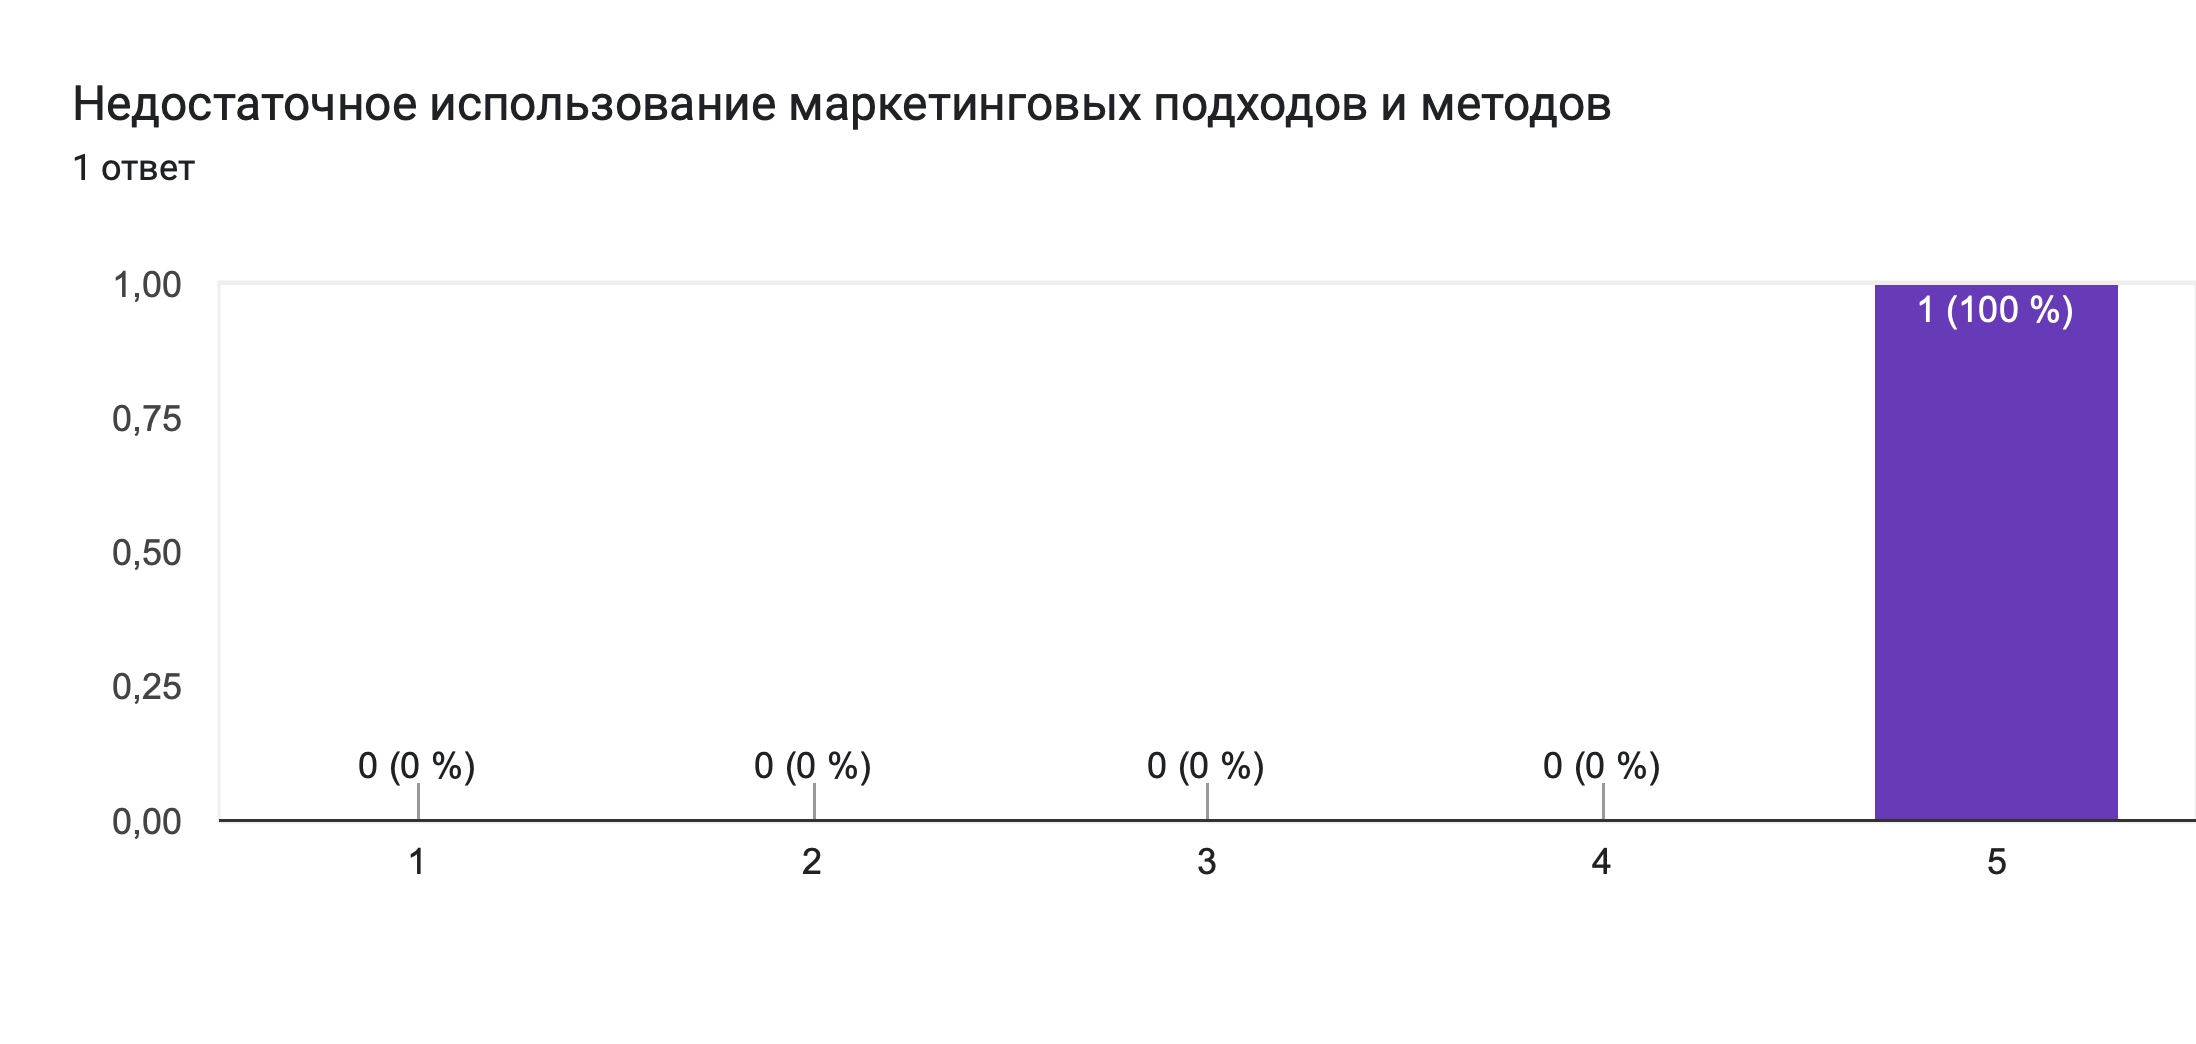 Недостаточное использование маркетинговых подходов и методов
1 ответ
1,00
1 (100 %)
0,75
0,50
0,25
0 (0 %) 0 (0 %) 0 (0 %) 0 (0 %)
0,00
1 2 3 4 5